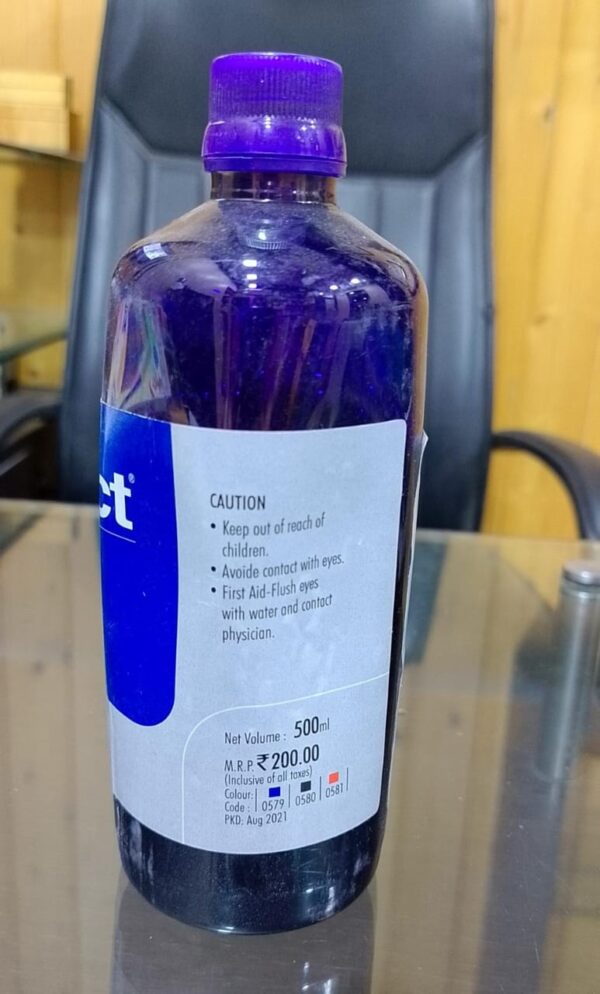 ct®
CAUTION
• Keep out of reach of
children.
• Avoide contact with eyes.
• First Aid-Flush eyes
with water and contact
physician.
Net Volume : 500ml
M.R.P. ₹ 200.00
(Inclusive of all taxes)
Colour:
Code : 0579 | 0580 | 0581
PKD: Aug 2021